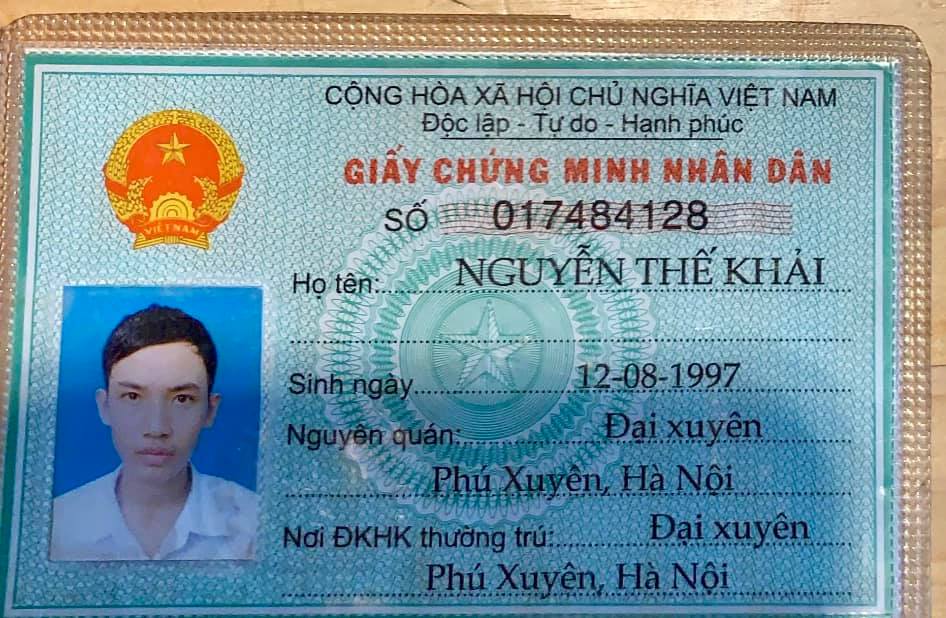 CỘNG HÒA XÃ HỘI CHỦ NGHĨA VIỆT NAM
Độc lập - Tự do - Hạnh phúc
GIẤY CHỨNG MINH NHÂN DÂN
SỐ 017484128
Họ tên: NGUYỄN THẾ KHẢI
Sinh ngày 12-08-1997
Nguyên quán: Đại xuyên
Phú Xuyên, Hà Nội
Nơi ĐKHK thường trú: Đại xuyên
Phú Xuyên, Hà Nội
VIỆT NAM